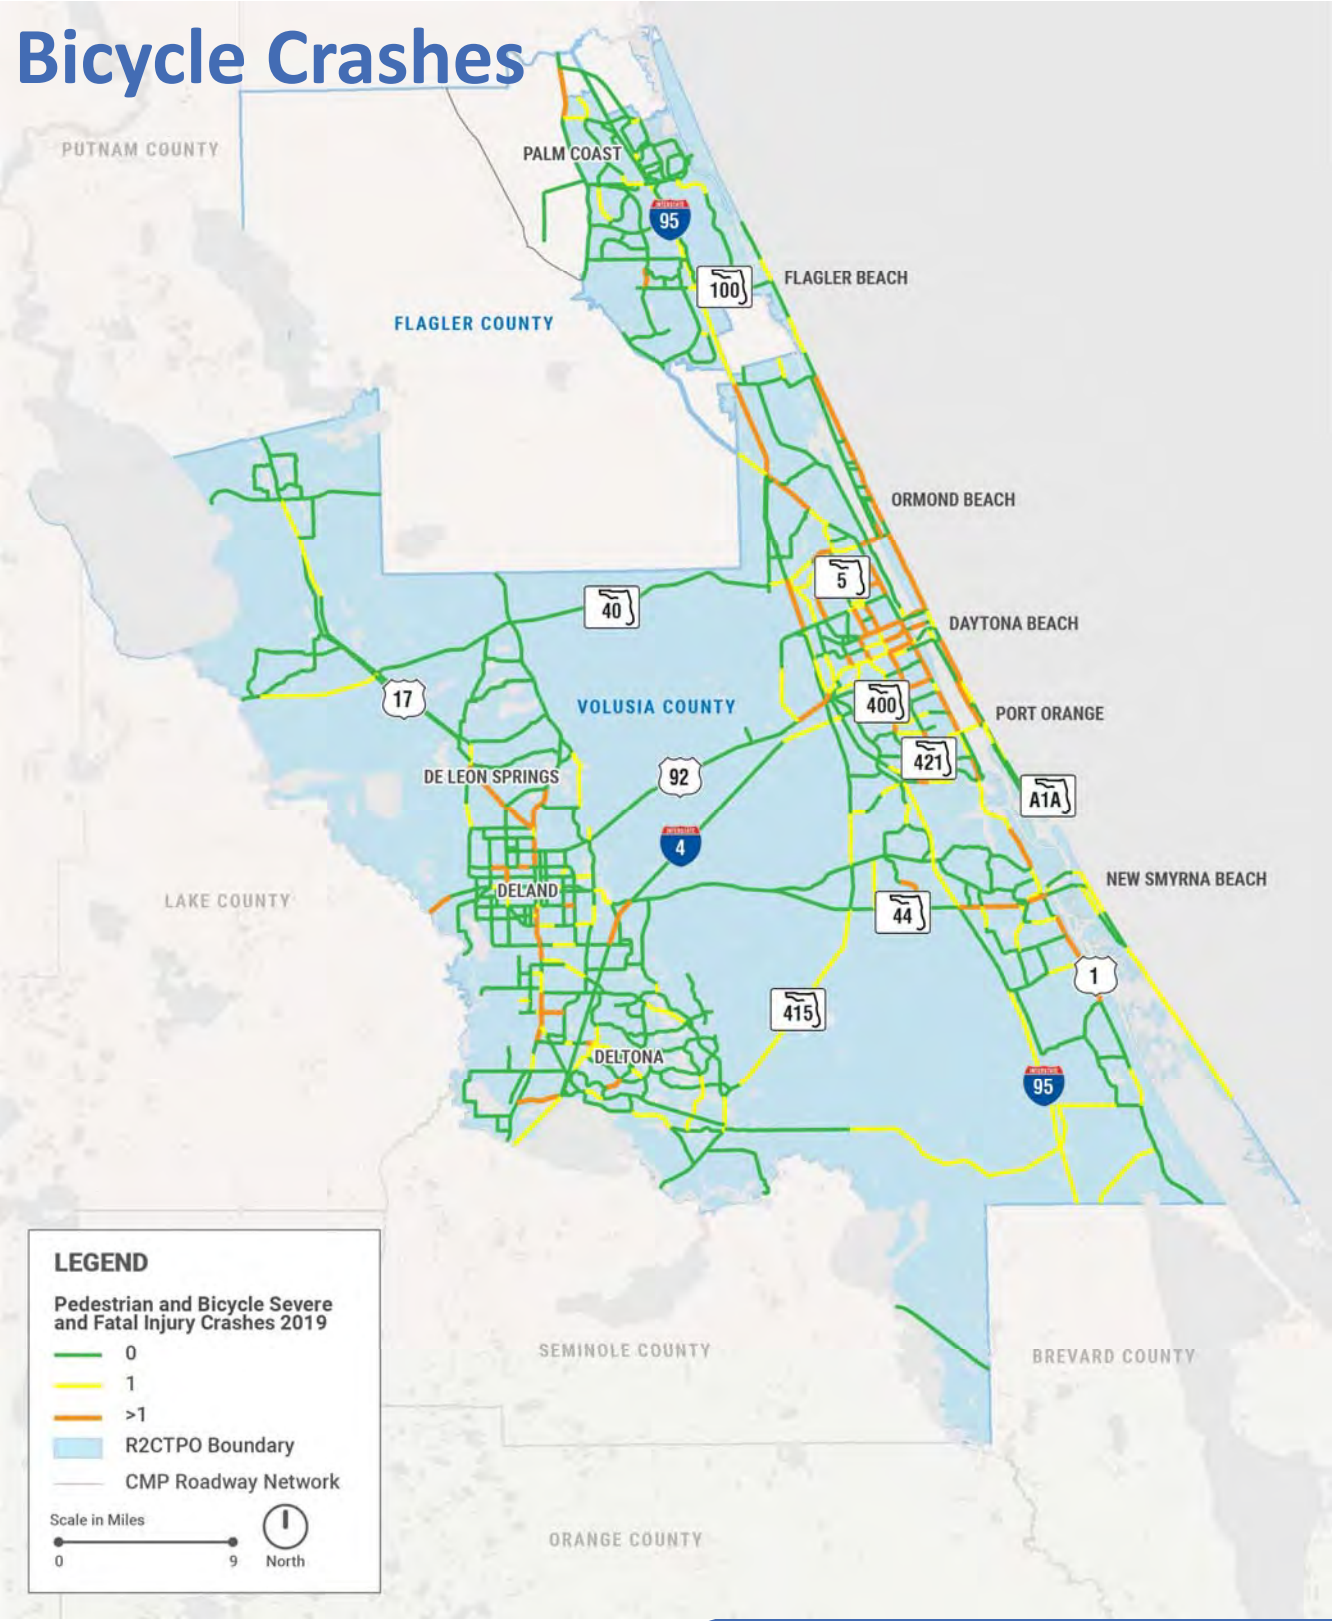 Bicycle Crashes
PUTNAM COUNTY
PALM COAST
INTERSTATE
95
100
FLAGLER BEACH
FLAGLER COUNTY
ORMOND BEACH
5
40
DAYTONA BEACH
17
VOLUSIA COUNTY
400
PORT ORANGE
421
DE LEON SPRINGS
92
A1A
INTERSTATE
4
NEW SMYRNA BEACH
DELAND
LAKE COUNTY
44
1
415
DELTONA
INTERSTATE
95
LEGEND
Pedestrian and Bicycle Severe
and Fatal Injury Crashes 2019
0
1
>1
R2CTPO Boundary
CMP Roadway Network
Scale in Miles
0 9 North
SEMINOLE COUNTY
BREVARD COUNTY
ORANGE COUNTY